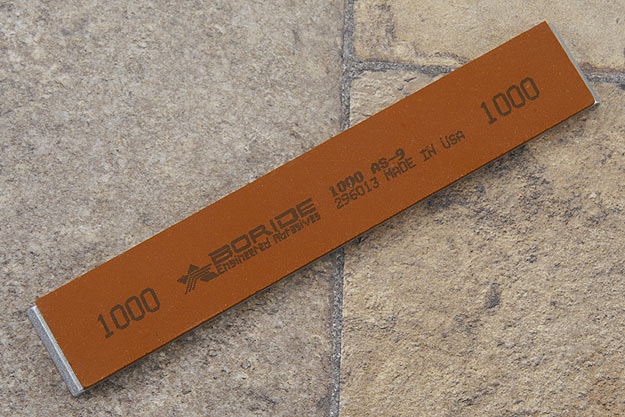 1000
BORIDE
Engineered Abrasives
1000 AS-9
296013 MADE IN USA
1000